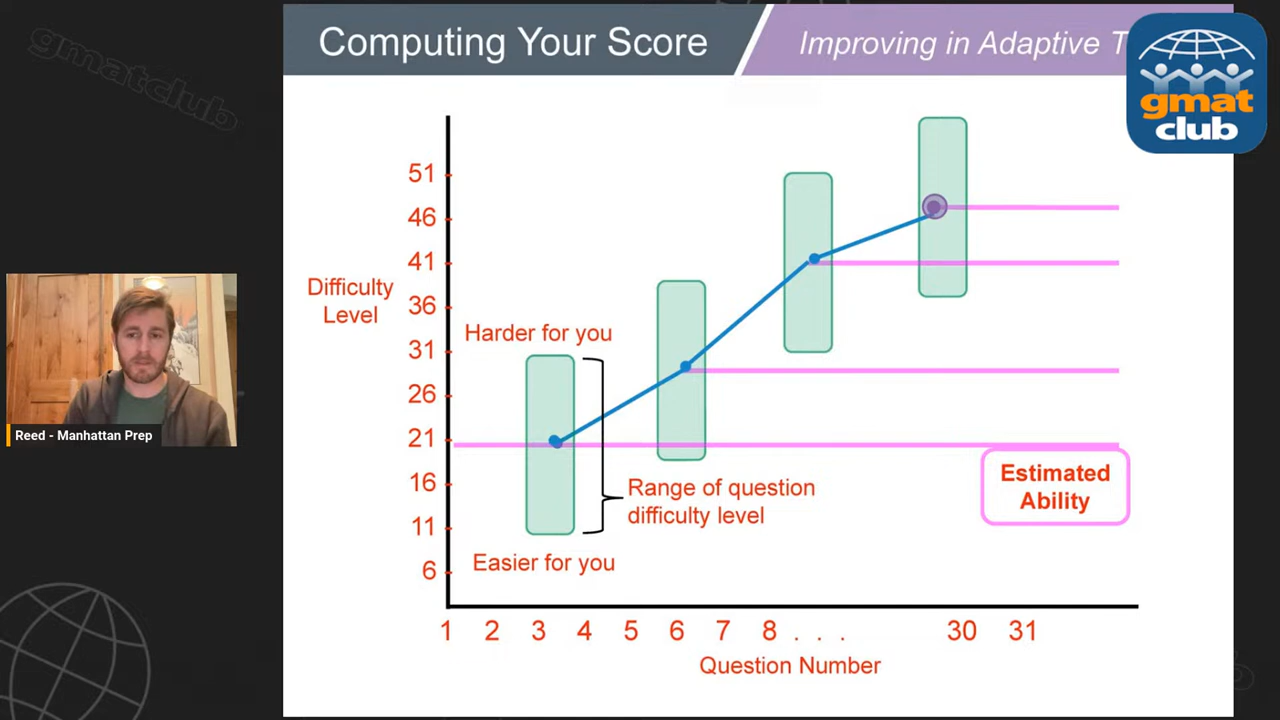 Computing Your Score
Improving in Adaptive T
gmat
club
gmatclub
51
46
41
36
31
26
21
16
11
6
Difficulty
Level
Harder for you
Range of question
difficulty level
Easier for you
Estimated
Ability
1 2 3 4 5 6 7 8 . . . 30 31
Question Number
Reed - Manhattan Prep